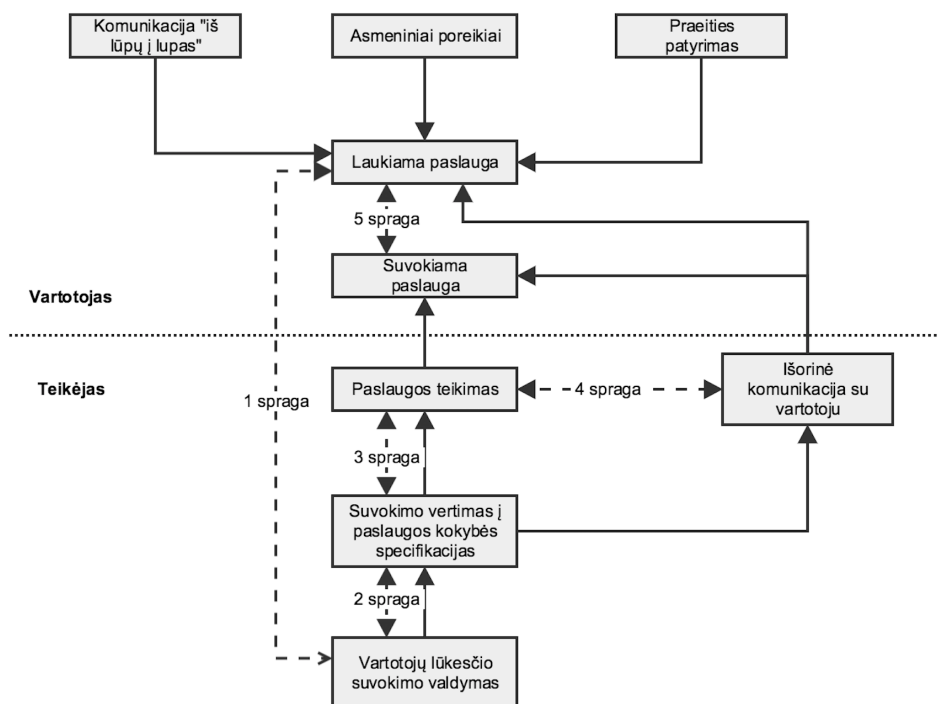 Komunikacija "iš
lūpų į lupas"
Asmeniniai poreikiai
Praeities
patyrimas
Laukiama paslauga
5 spraga
Suvokiama
paslauga
Vartotojas
Teikėjas
Paslaugos teikimas
4 spraga
Išorinė
komunikacija su
vartotoju
1 spraga
3 spraga
Suvokimo vertimas į
paslaugos kokybės
specifikacijas
2 spraga
Vartotojų lūkesčio
suvokimo valdymas